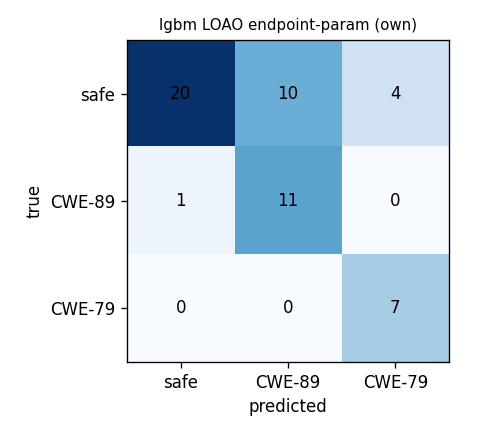 lgbm LOAO endpoint-param (own)
safe 20 10 4
CWE-89 1 11 0
CWE-79 0 0 7
safe CWE-89 CWE-79
predicted
true